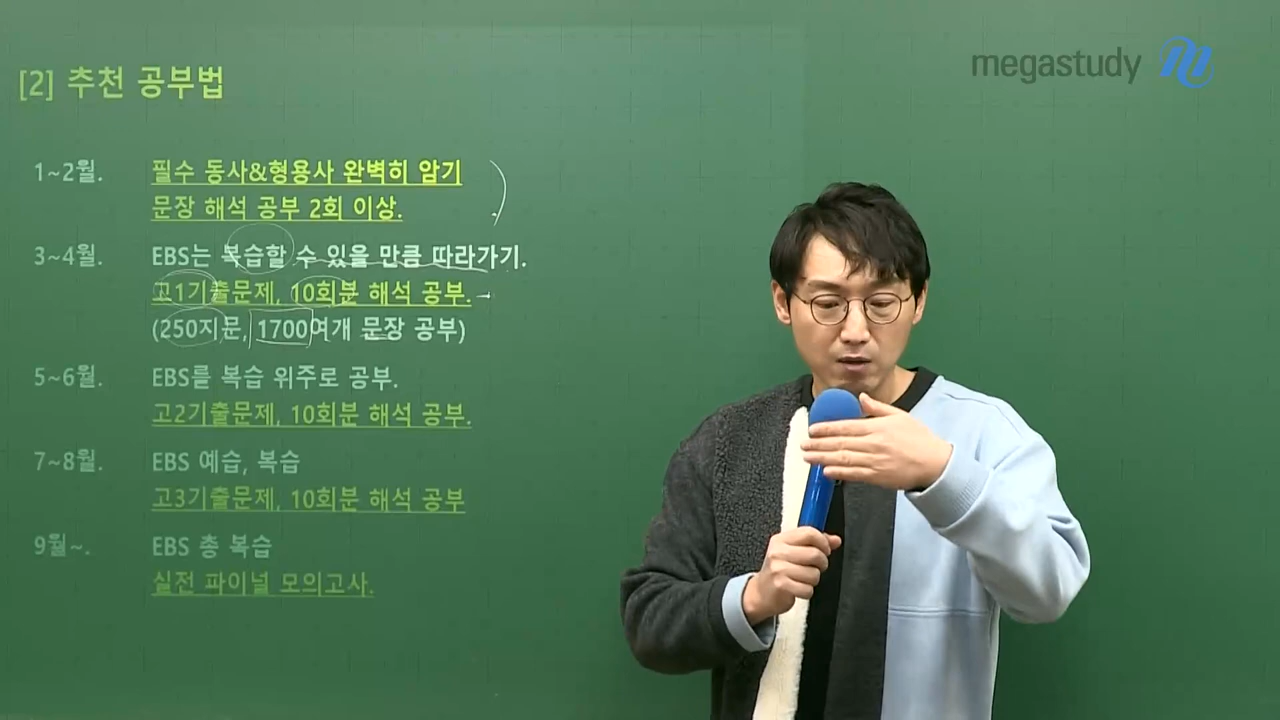 megastudy
[2] 추천 공부법
1~2월. 필수 동사&형용사 완벽히 암기
문장 해석 공부 2회 이상.
3~4월. EBS는 복습할 수 있을 만큼 따라가기.
고1기출문제, 10회분 해석 공부.
(250지문, 1700여개 문장 공부)
5~6월. EBS를 복습 위주로 공부.
고2기출문제, 10회분 해석 공부.
7~8월. EBS 예습, 복습
고3기출문제, 10회분 해석 공부
9월~. EBS 총 복습
실전 파이널 모의고사.